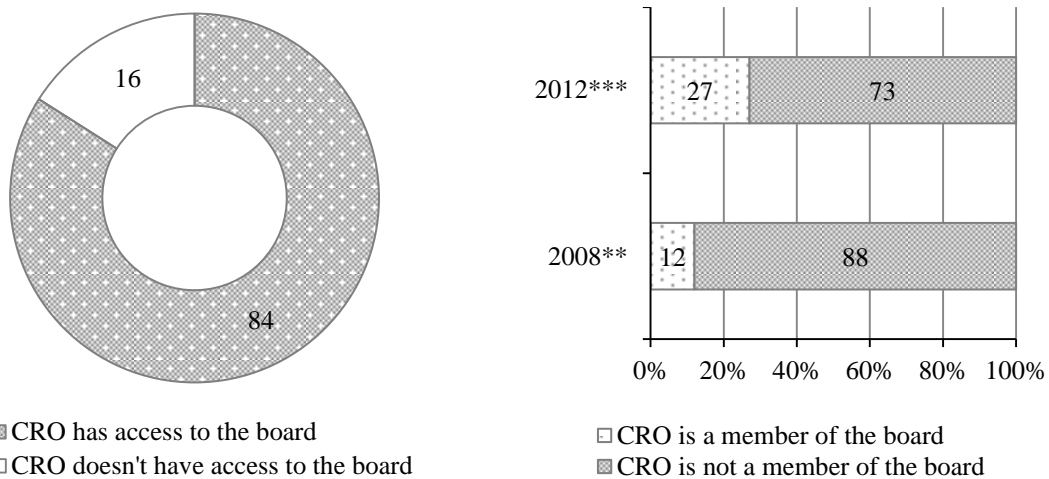 16
84
CRO has access to the board
CRO doesn't have access to the board
2012***
27
73
2008**
12
88
0% 20% 40% 60% 80% 100%
CRO is a member of the board
CRO is not a member of the board